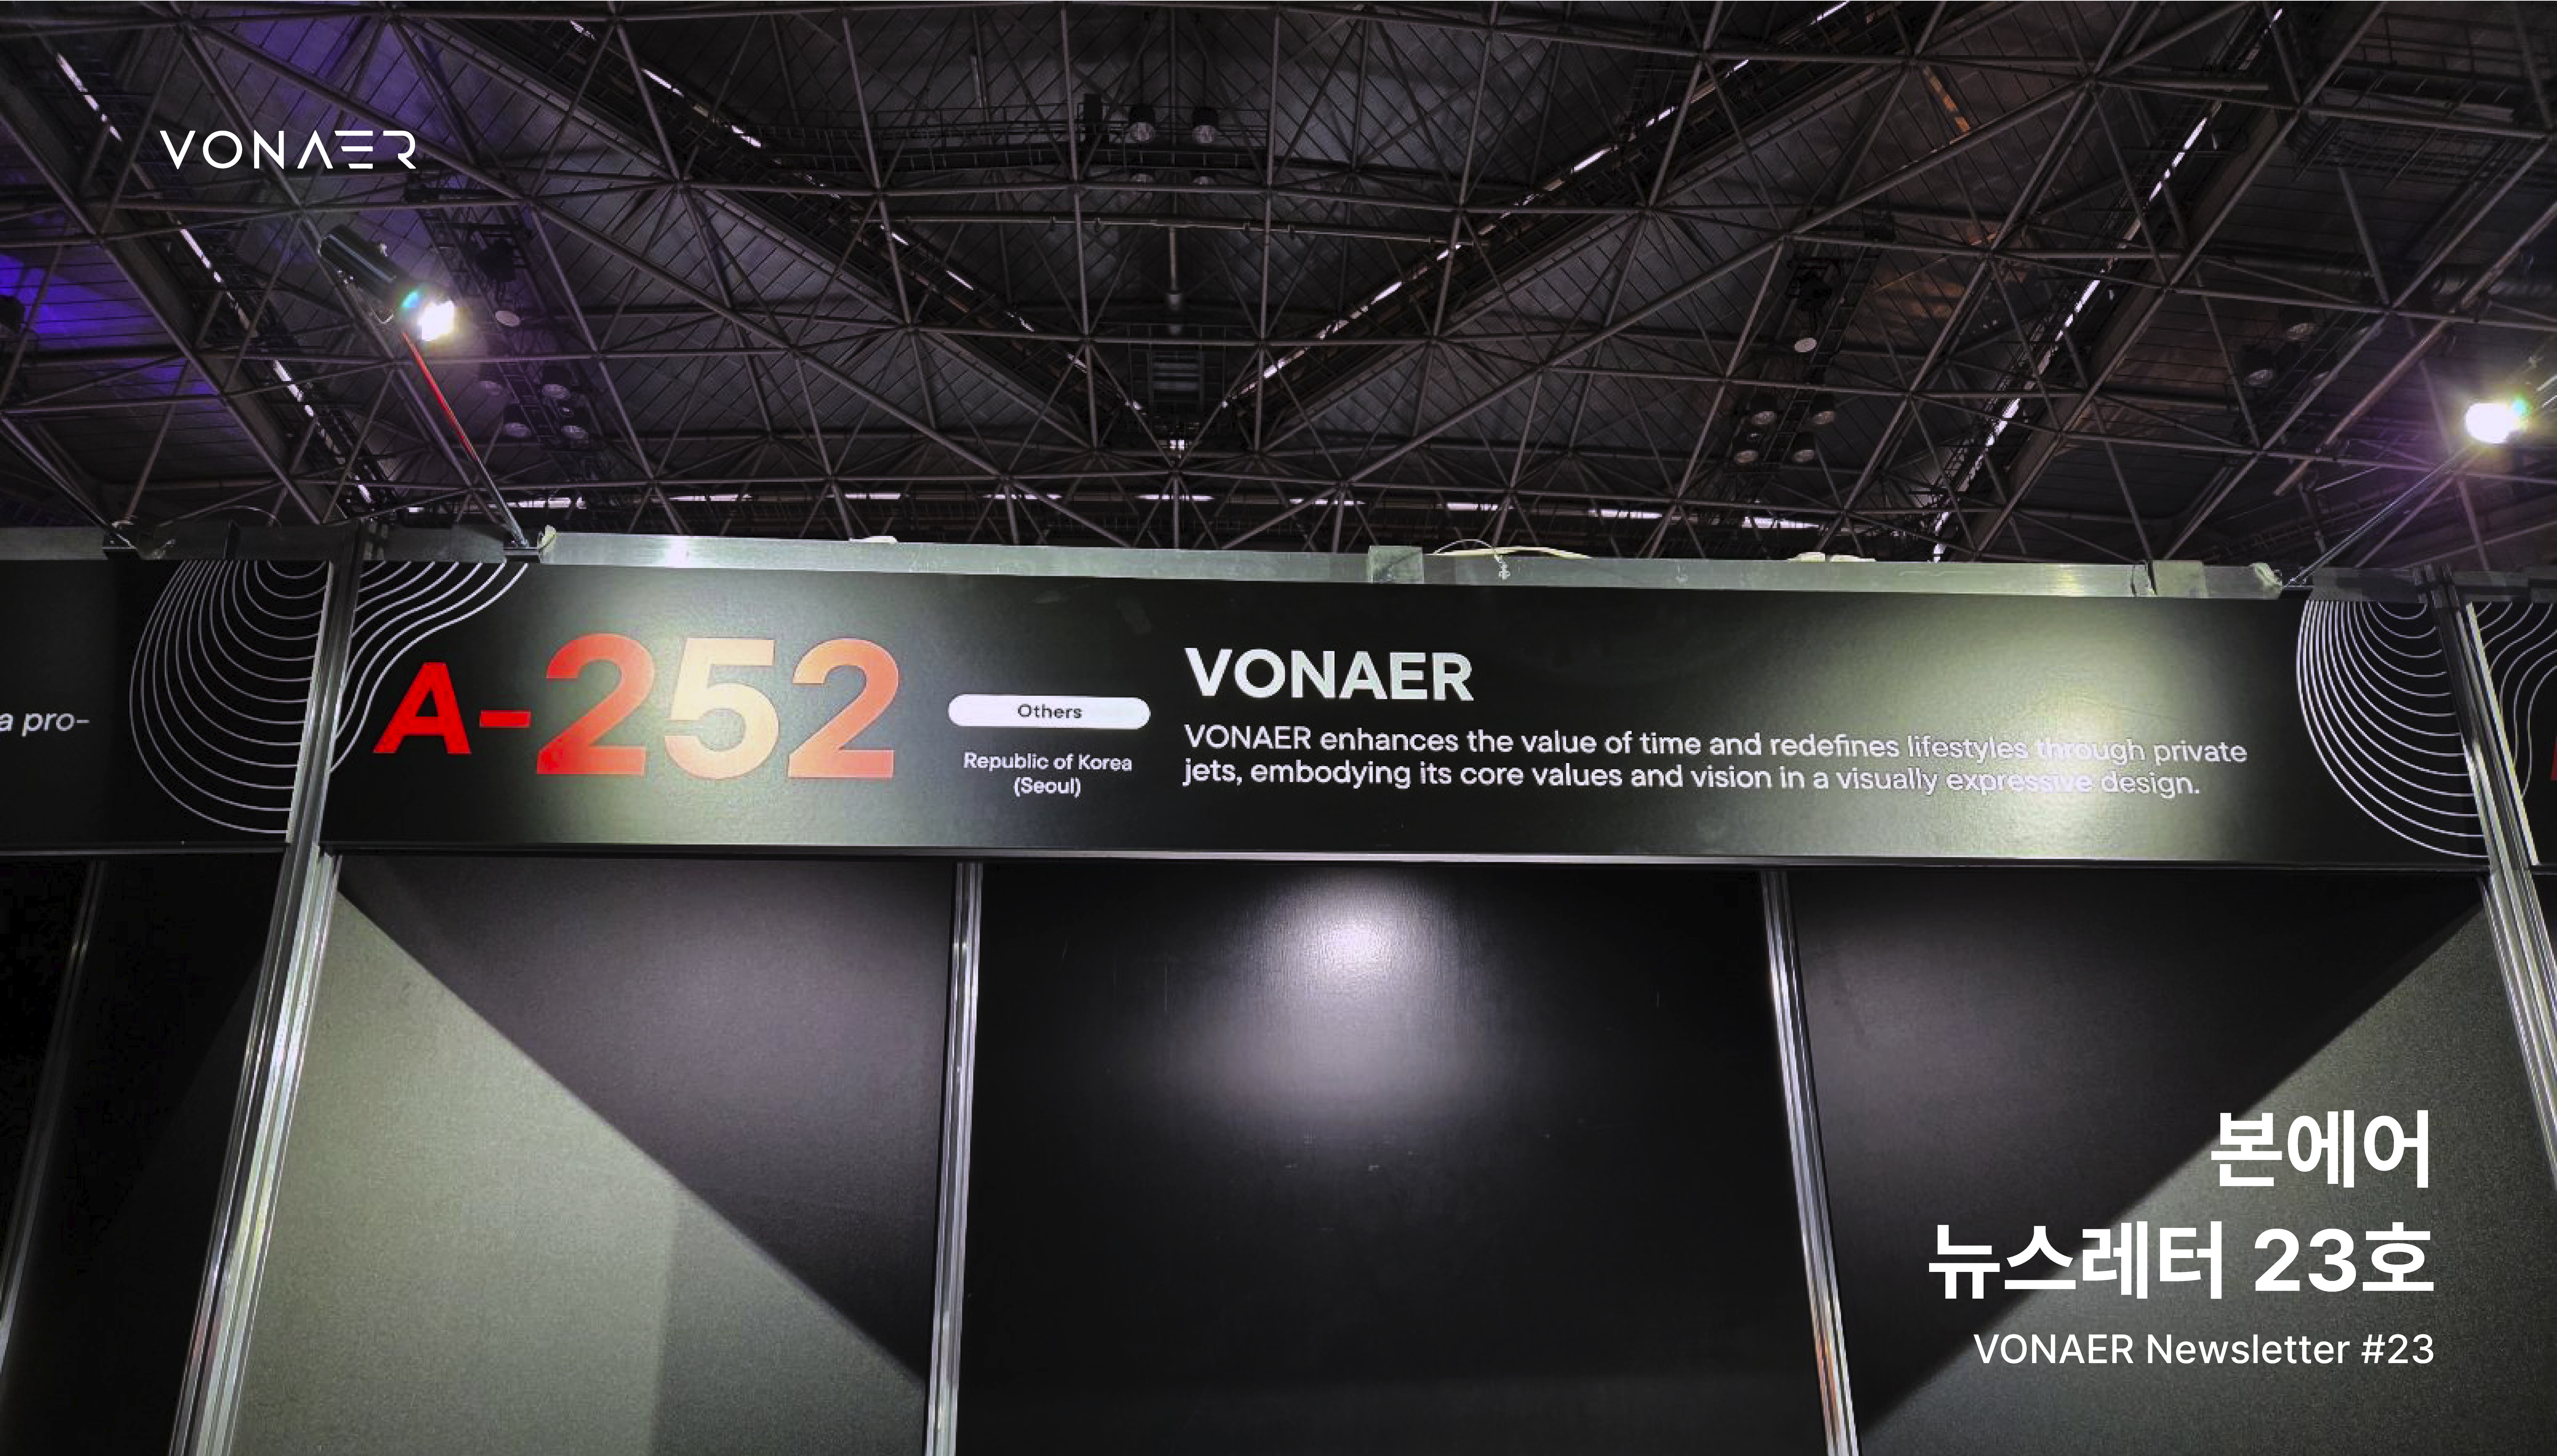 VONAER
a pro-
A-252
Others
Republic of Korea
(Seoul)
VONAER
VONAER enhances the value of time and redefines lifestyles through private
jets, embodying its core values and vision in a visually expressive design.
본에어
뉴스레터 23호
VONAER Newsletter #23